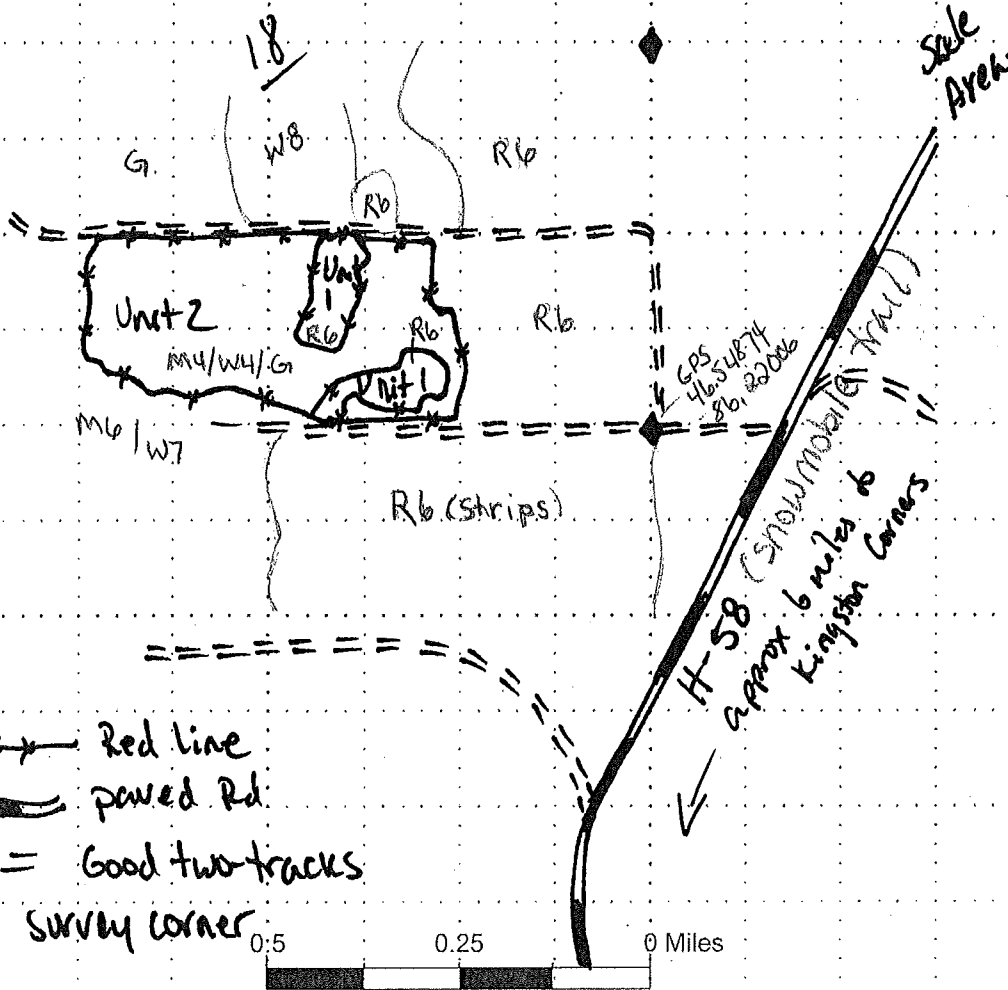 18
Sale
Area
G.
W8
R6
R6
Unit
1
R6
Unit 2
R6
R6
M4/W4/G
nit 1
GPS
46.54874
-86.22006
M6/W7
R6 (strips)
H-58 (snowmobile trail)
approx 6 miles to
Kingston Corners
Red line
paved Rd
= Good two-tracks
survey corner
0.5 0.25 0 Miles